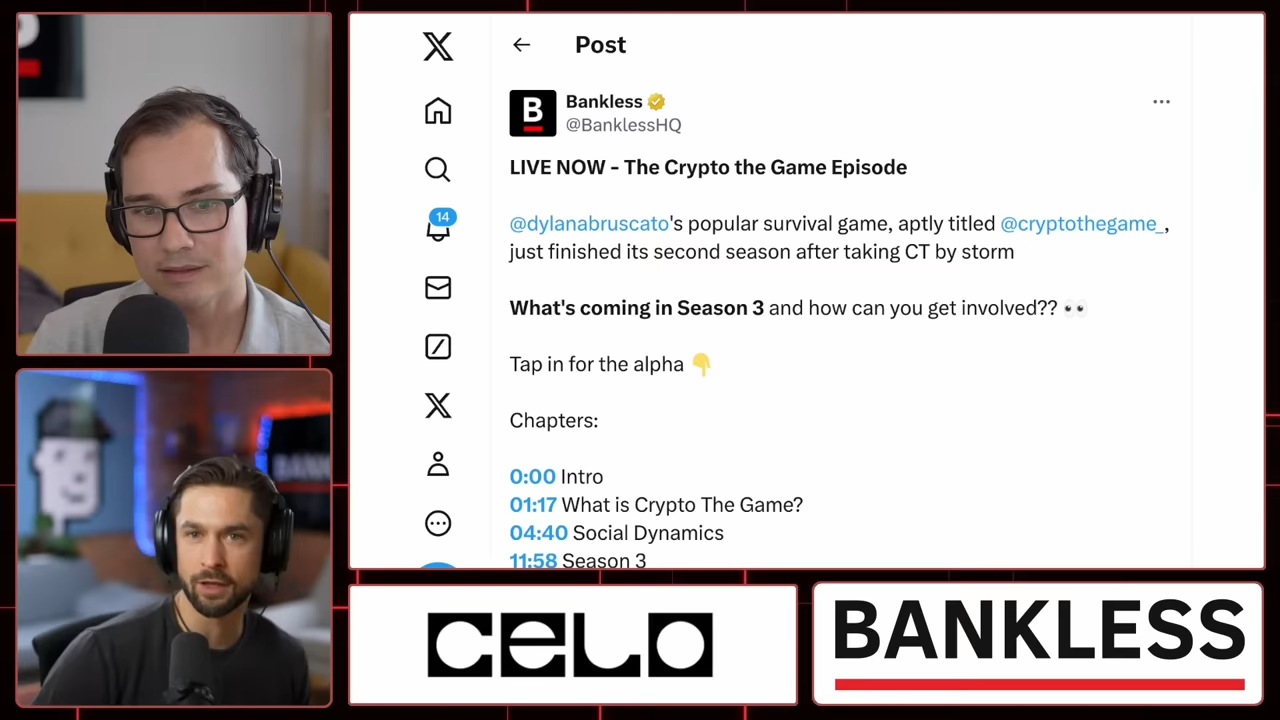 Post
B
Bankless
@BanklessHQ
LIVE NOW - The Crypto the Game Episode
@dylanabruscato's popular survival game, aptly titled @cryptothegame_,
just finished its second season after taking CT by storm
14
What's coming in Season 3 and how can you get involved?? 👀
Tap in for the alpha 👇
Chapters:
0:00 Intro
01:17 What is Crypto The Game?
04:40 Social Dynamics
11:58 Season 3
CELO
BANKLESS